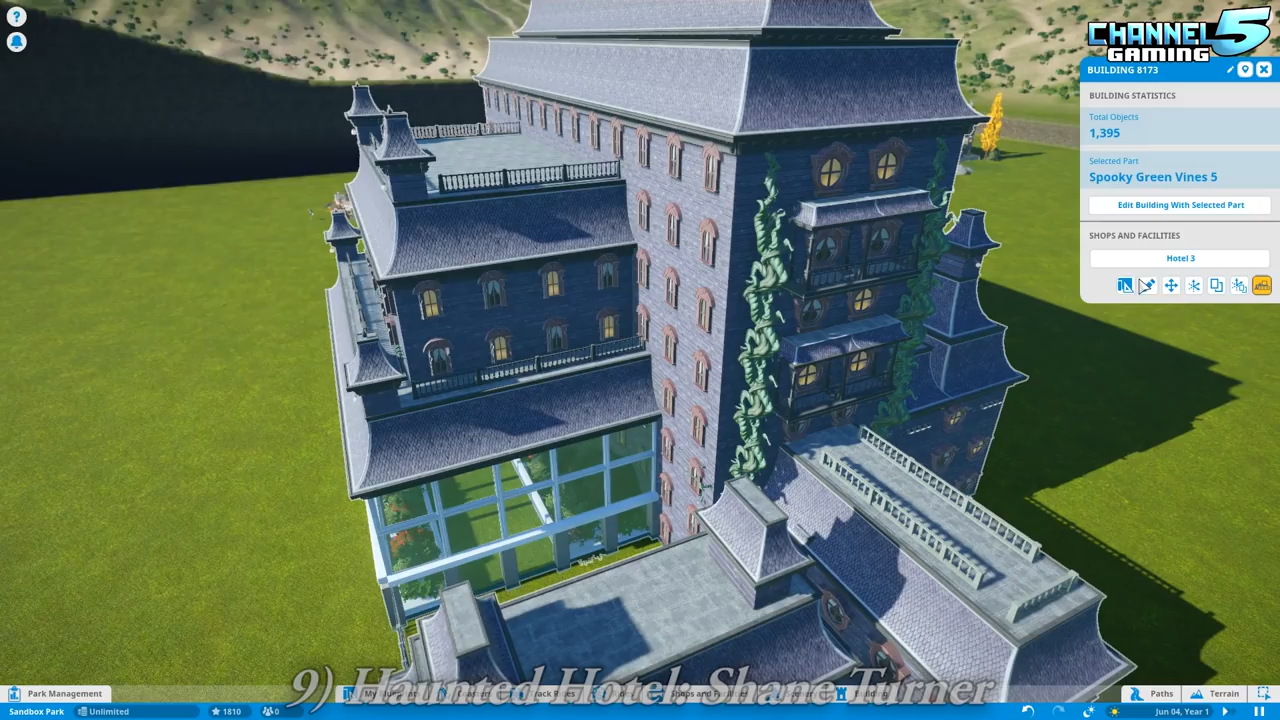 CHANNEL 5
GAMING
BUILDING 8173
BUILDING STATISTICS
Total Objects
1,395
Selected Part
Spooky Green Vines 5
Edit Building With Selected Part
SHOPS AND FACILITIES
Hotel 3
9) Haunted Hotel: Shane Turner
Park Management
Paths
Terrain
Sandbox Park
Unlimited
1810
0
Jun 04, Year 1